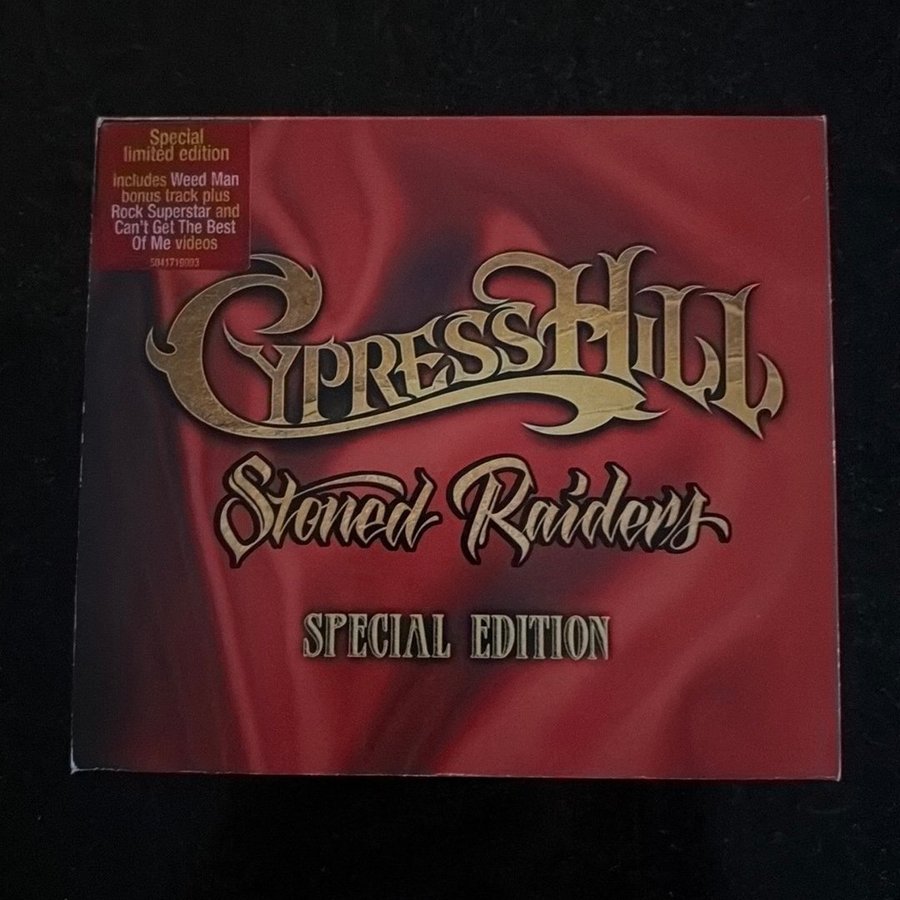 Special
limited edition
includes Weed Man
bonus track plus
Rock Superstar and
Can't Get The Best
Of Me videos
5041719003
CYPRESS HILL
Stoned Raiders
SPECIAL EDITION